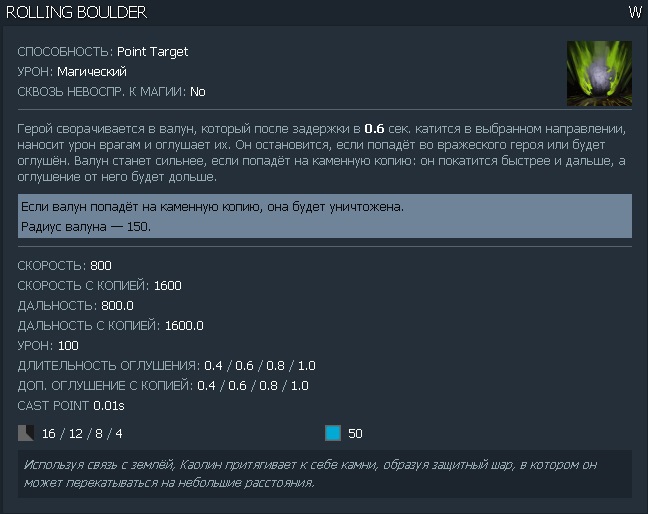 ROLLING BOULDER W
СПОСОБНОСТЬ: Point Target
УРОН: Магический
СКВОЗЬ НЕВОСПР. К МАГИИ: No
Герой сворачивается в валун, который после задержки в 0.6 сек. катится в выбранном направлении,
наносит урон врагам и оглушает их. Он остановится, если попадёт во вражеского героя или будет
оглушён. Валун станет сильнее, если попадёт на каменную копию: он покатится быстрее и дальше, а
оглушение от него будет дольше.
Если валун попадёт на каменную копию, она будет уничтожена.
Радиус валуна — 150.
СКОРОСТЬ: 800
СКОРОСТЬ С КОПИЕЙ: 1600
ДАЛЬНОСТЬ: 800.0
ДАЛЬНОСТЬ С КОПИЕЙ: 1600.0
УРОН: 100
ДЛИТЕЛЬНОСТЬ ОГЛУШЕНИЯ: 0.4 / 0.6 / 0.8 / 1.0
ДОП. ОГЛУШЕНИЕ С КОПИЕЙ: 0.4 / 0.6 / 0.8 / 1.0
CAST POINT 0.01s
16 / 12 / 8 / 4 50
Используя связь с землёй, Каолин притягивает к себе камни, образуя защитный шар, в котором он
может перекатываться на небольшие расстояния.